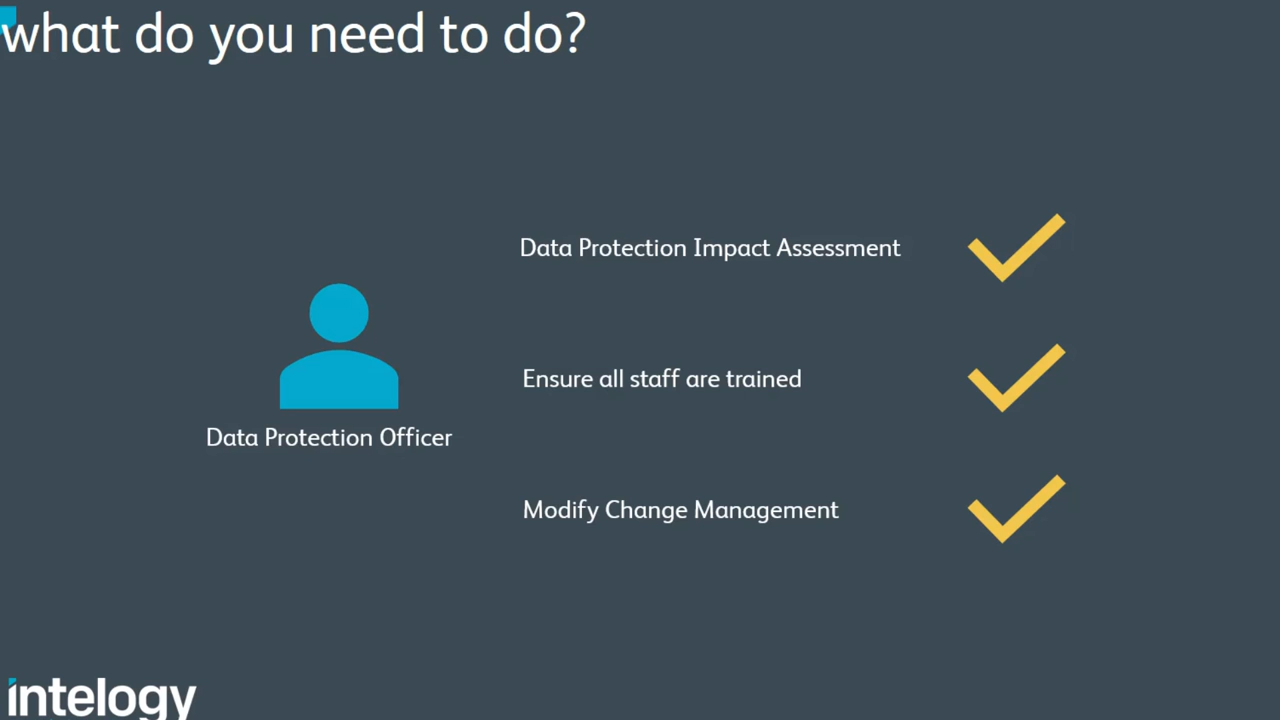 what do you need to do?
Data Protection Impact Assessment
Ensure all staff are trained
Data Protection Officer
Modify Change Management
intelogy